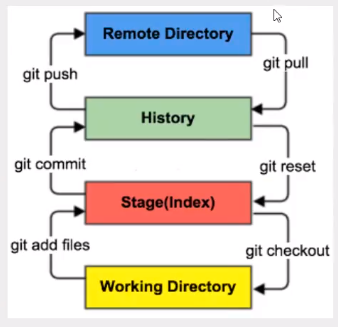 Remote Directory
git push
git pull
History
git commit
git reset
Stage(Index)
git add files
git checkout
Working Directory